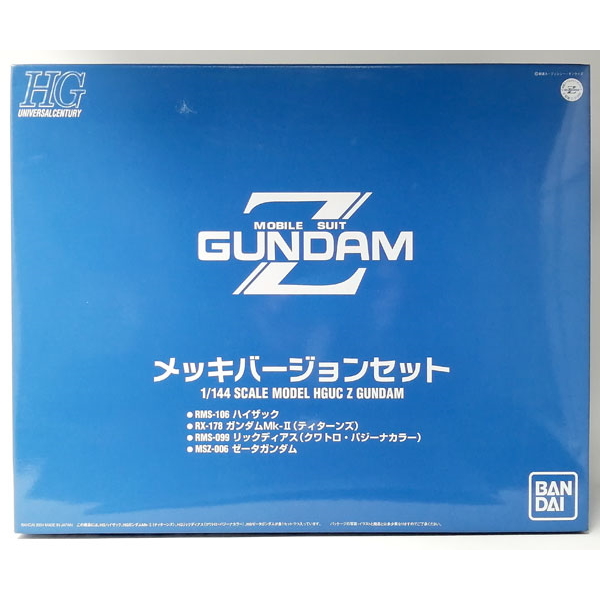 HG
UNIVERSAL CENTURY
MOBILE SUIT
Z
GUNDAM
メッキバージョンセット
1/144 SCALE MODEL HGUC Z GUNDAM
● RMS-106 ハイザック
● RX-178 ガンダムMk-Ⅱ(ティターンズ)
● RMS-099 リックディアス(クワトロ・バジーナカラー)
● MSZ-006 ゼータガンダム
BAN
DAI